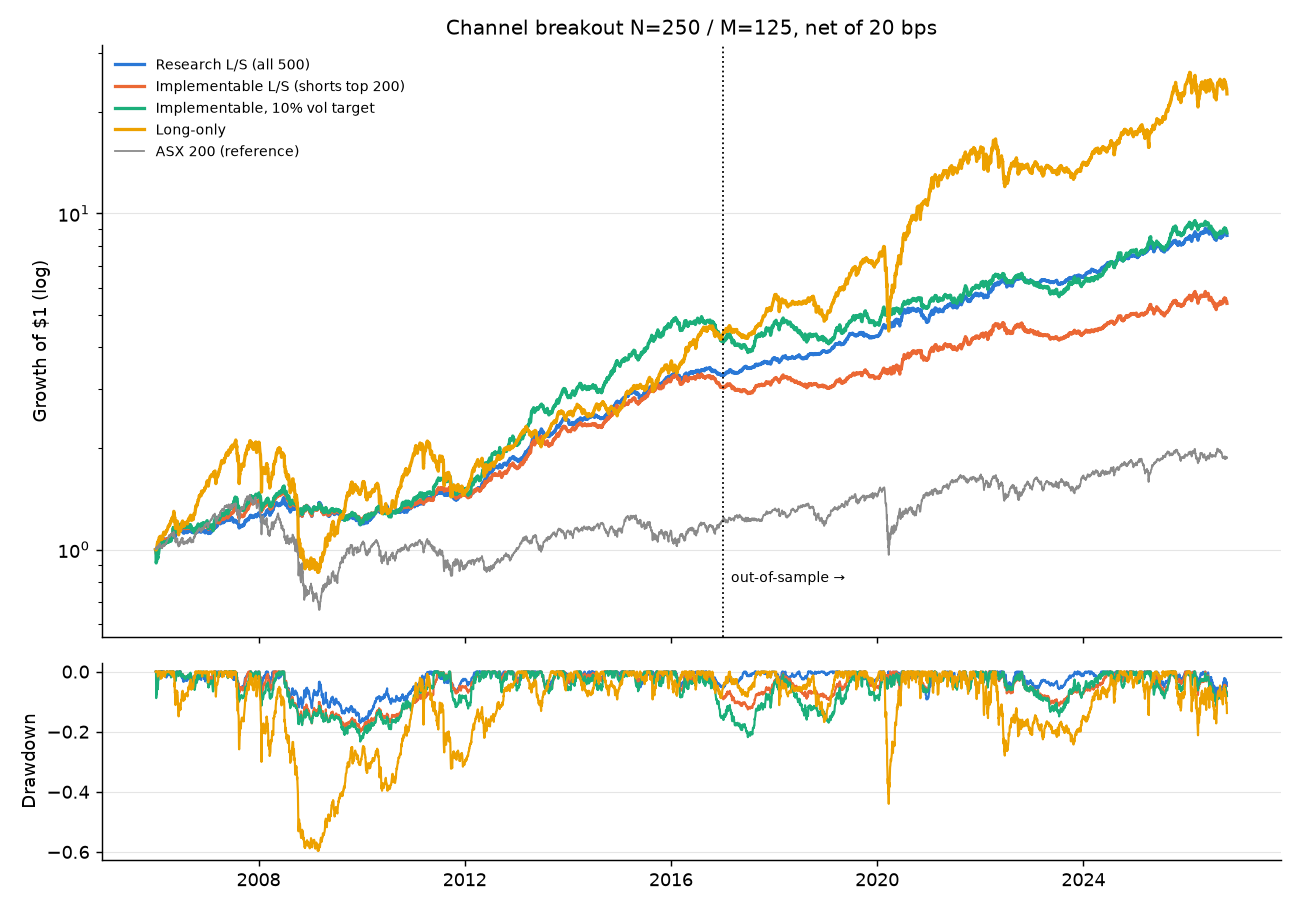 Channel breakout N=250 / M=125, net of 20 bps
Research L/S (all 500)
Implementable L/S (shorts top 200)
Implementable, 10% vol target
Long-only
ASX 200 (reference)
Growth of $1 (log)
10¹
10⁰
out-of-sample →
Drawdown
0.0
−0.2
−0.4
−0.6
2008 2012 2016 2020 2024